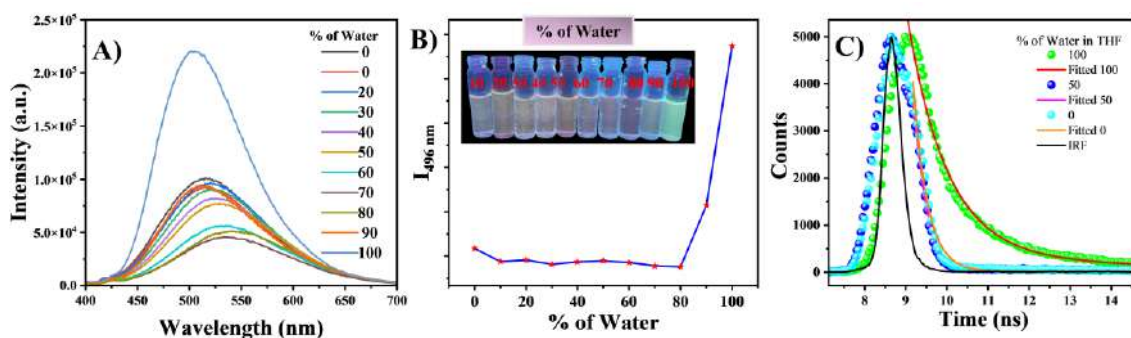 A)
Intensity (a.u.)
2.5x10⁵
2.0x10⁵
1.5x10⁵
1.0x10⁵
5.0x10⁴
0.0
400 450 500 550 600 650 700
Wavelength (nm)
% of Water
0
0
20
30
40
50
60
70
80
90
100
B)
% of Water
60
70
80
90
I496 nm
0 20 40 60 80 100
% of Water
C)
Counts
5000
4000
3000
2000
1000
0
8 9 10 11 12 13 14
Time (ns)
% of Water in THF
100
Fitted 100
50
Fitted 50
0
Fitted 0
IRF